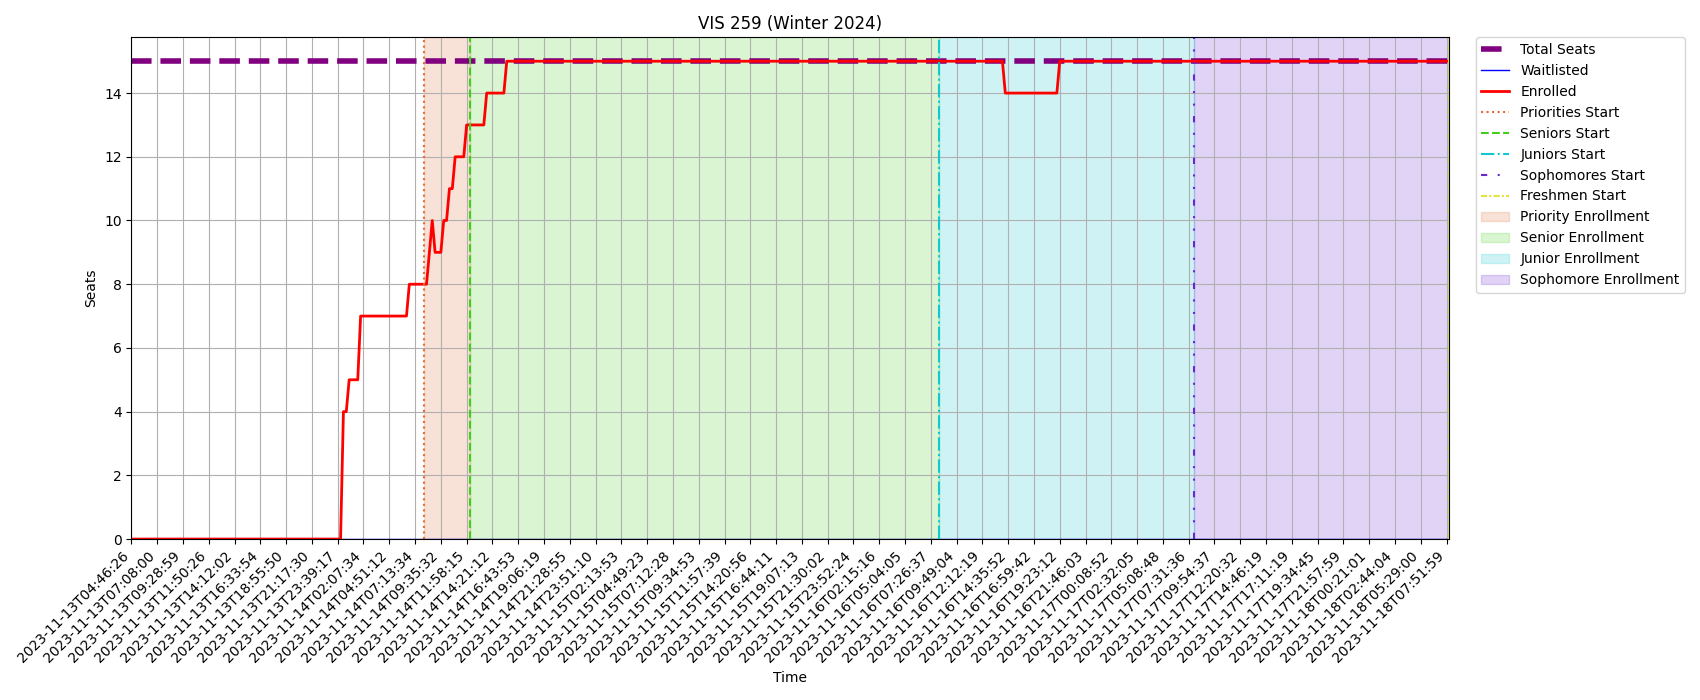 VIS 259 (Winter 2024)
Total Seats
Waitlisted
Enrolled
Priorities Start
Seniors Start
Juniors Start
Sophomores Start
Freshmen Start
Priority Enrollment
Senior Enrollment
Junior Enrollment
Sophomore Enrollment
Seats
14
12
10
8
6
4
2
0
2023-11-13T04:46:26
2023-11-13T07:08:00
2023-11-13T09:28:59
2023-11-13T11:50:26
2023-11-13T14:12:02
2023-11-13T16:33:54
2023-11-13T18:55:50
2023-11-13T21:17:30
2023-11-13T23:39:17
2023-11-14T02:07:34
2023-11-14T04:51:12
2023-11-14T07:13:34
2023-11-14T09:35:32
2023-11-14T11:58:15
2023-11-14T14:21:12
2023-11-14T16:43:53
2023-11-14T19:06:19
2023-11-14T21:28:55
2023-11-14T23:51:10
2023-11-15T02:13:53
2023-11-15T04:49:23
2023-11-15T07:12:28
2023-11-15T09:34:53
2023-11-15T11:57:39
2023-11-15T14:20:56
2023-11-15T16:44:11
2023-11-15T19:07:13
2023-11-15T21:30:02
2023-11-15T23:52:24
2023-11-16T02:15:16
2023-11-16T05:04:05
2023-11-16T07:26:37
2023-11-16T09:49:04
2023-11-16T12:12:19
2023-11-16T14:35:52
2023-11-16T16:59:42
2023-11-16T19:23:12
2023-11-16T21:46:03
2023-11-17T00:08:52
2023-11-17T02:32:05
2023-11-17T05:08:48
2023-11-17T07:31:36
2023-11-17T09:54:37
2023-11-17T12:20:32
2023-11-17T14:46:19
2023-11-17T17:11:19
2023-11-17T19:34:45
2023-11-17T21:57:59
2023-11-18T00:21:01
2023-11-18T02:44:04
2023-11-18T05:29:00
2023-11-18T07:51:59
Time